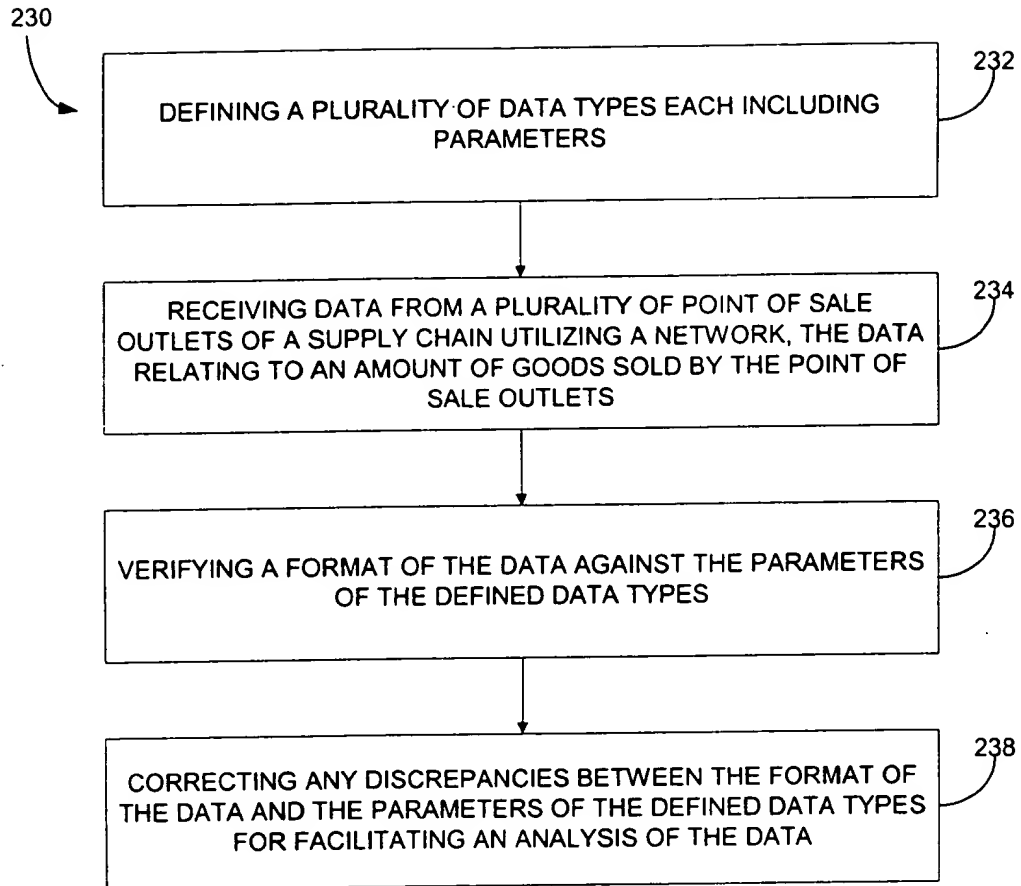 230
232
DEFINING A PLURALITY OF DATA TYPES EACH INCLUDING
PARAMETERS
234
RECEIVING DATA FROM A PLURALITY OF POINT OF SALE
OUTLETS OF A SUPPLY CHAIN UTILIZING A NETWORK, THE DATA
RELATING TO AN AMOUNT OF GOODS SOLD BY THE POINT OF
SALE OUTLETS
236
VERIFYING A FORMAT OF THE DATA AGAINST THE PARAMETERS
OF THE DEFINED DATA TYPES
238
CORRECTING ANY DISCREPANCIES BETWEEN THE FORMAT OF
THE DATA AND THE PARAMETERS OF THE DEFINED DATA TYPES
FOR FACILITATING AN ANALYSIS OF THE DATA